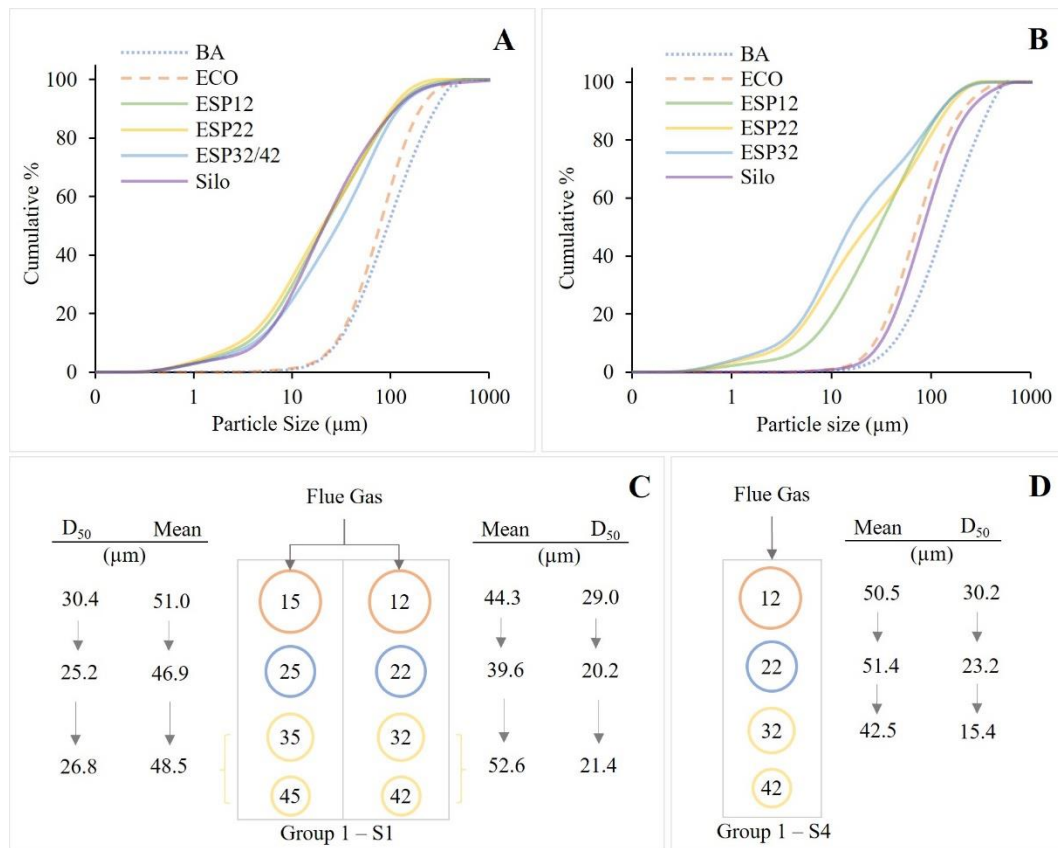 A
BA
ECO
ESP12
ESP22
ESP32/42
Silo
Cumulative %
100
80
60
40
20
0
0 1 10 100 1000
Particle Size (µm)
B
BA
ECO
ESP12
ESP22
ESP32
Silo
Cumulative %
100
80
60
40
20
0
0 1 10 100 1000
Particle size (µm)
C
Flue Gas
D50 Mean
(µm)
Mean D50
(µm)
30.4 51.0 15 12 44.3 29.0
25.2 46.9 25 22 39.6 20.2
35 32
26.8 48.5 52.6 21.4
45 42
Group 1 – S1
D
Flue Gas
Mean D50
(µm)
12 50.5 30.2
22 51.4 23.2
32 42.5 15.4
42
Group 1 – S4